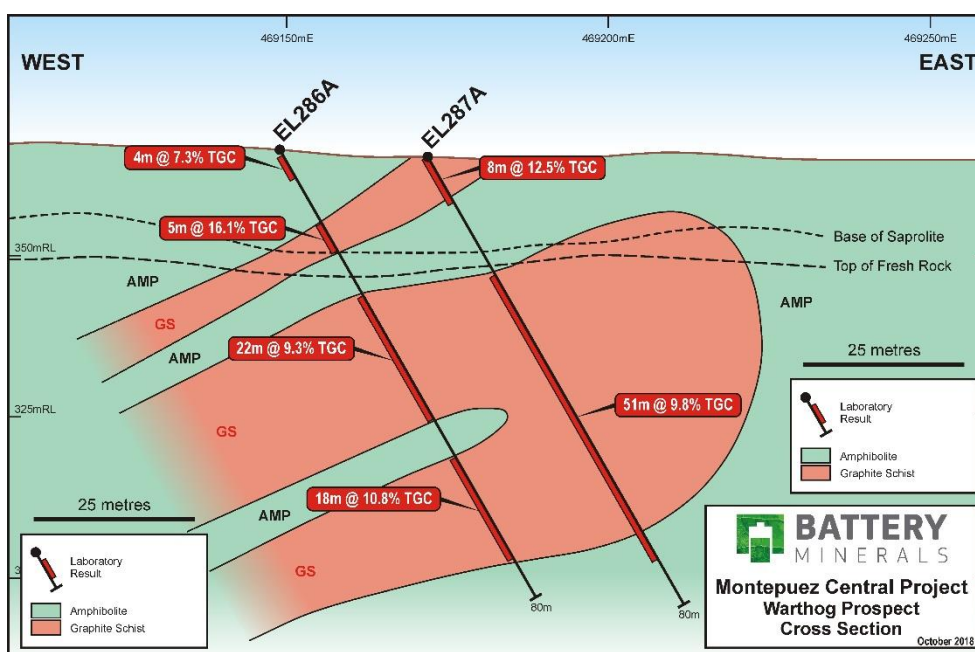 469150mE
469200mE
469250mE
WEST
EAST
EL286A
EL287A
4m @ 7.3% TGC
8m @ 12.5% TGC
5m @ 16.1% TGC
Base of Saprolite
350mRL
Top of Fresh Rock
AMP
AMP
GS
AMP
22m @ 9.3% TGC
25 metres
51m @ 9.8% TGC
325mRL
GS
Laboratory
Result
Amphibolite
Graphite Schist
18m @ 10.8% TGC
25 metres
AMP
GS
Laboratory
Result
Amphibolite
Graphite Schist
80m
80m
BATTERY
MINERALS
Montepuez Central Project
Warthog Prospect
Cross Section
October 2018